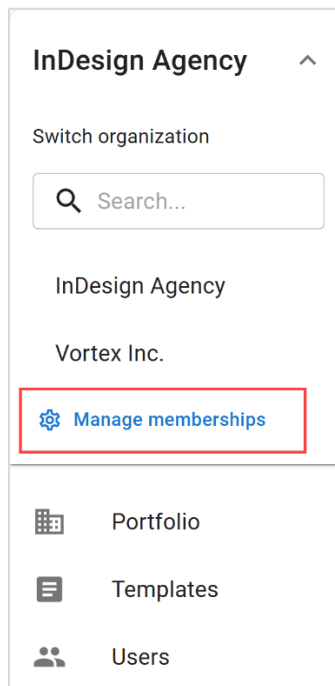 InDesign Agency
Switch organization
Search...
InDesign Agency
Vortex Inc.
Manage memberships
Portfolio
Templates
Users